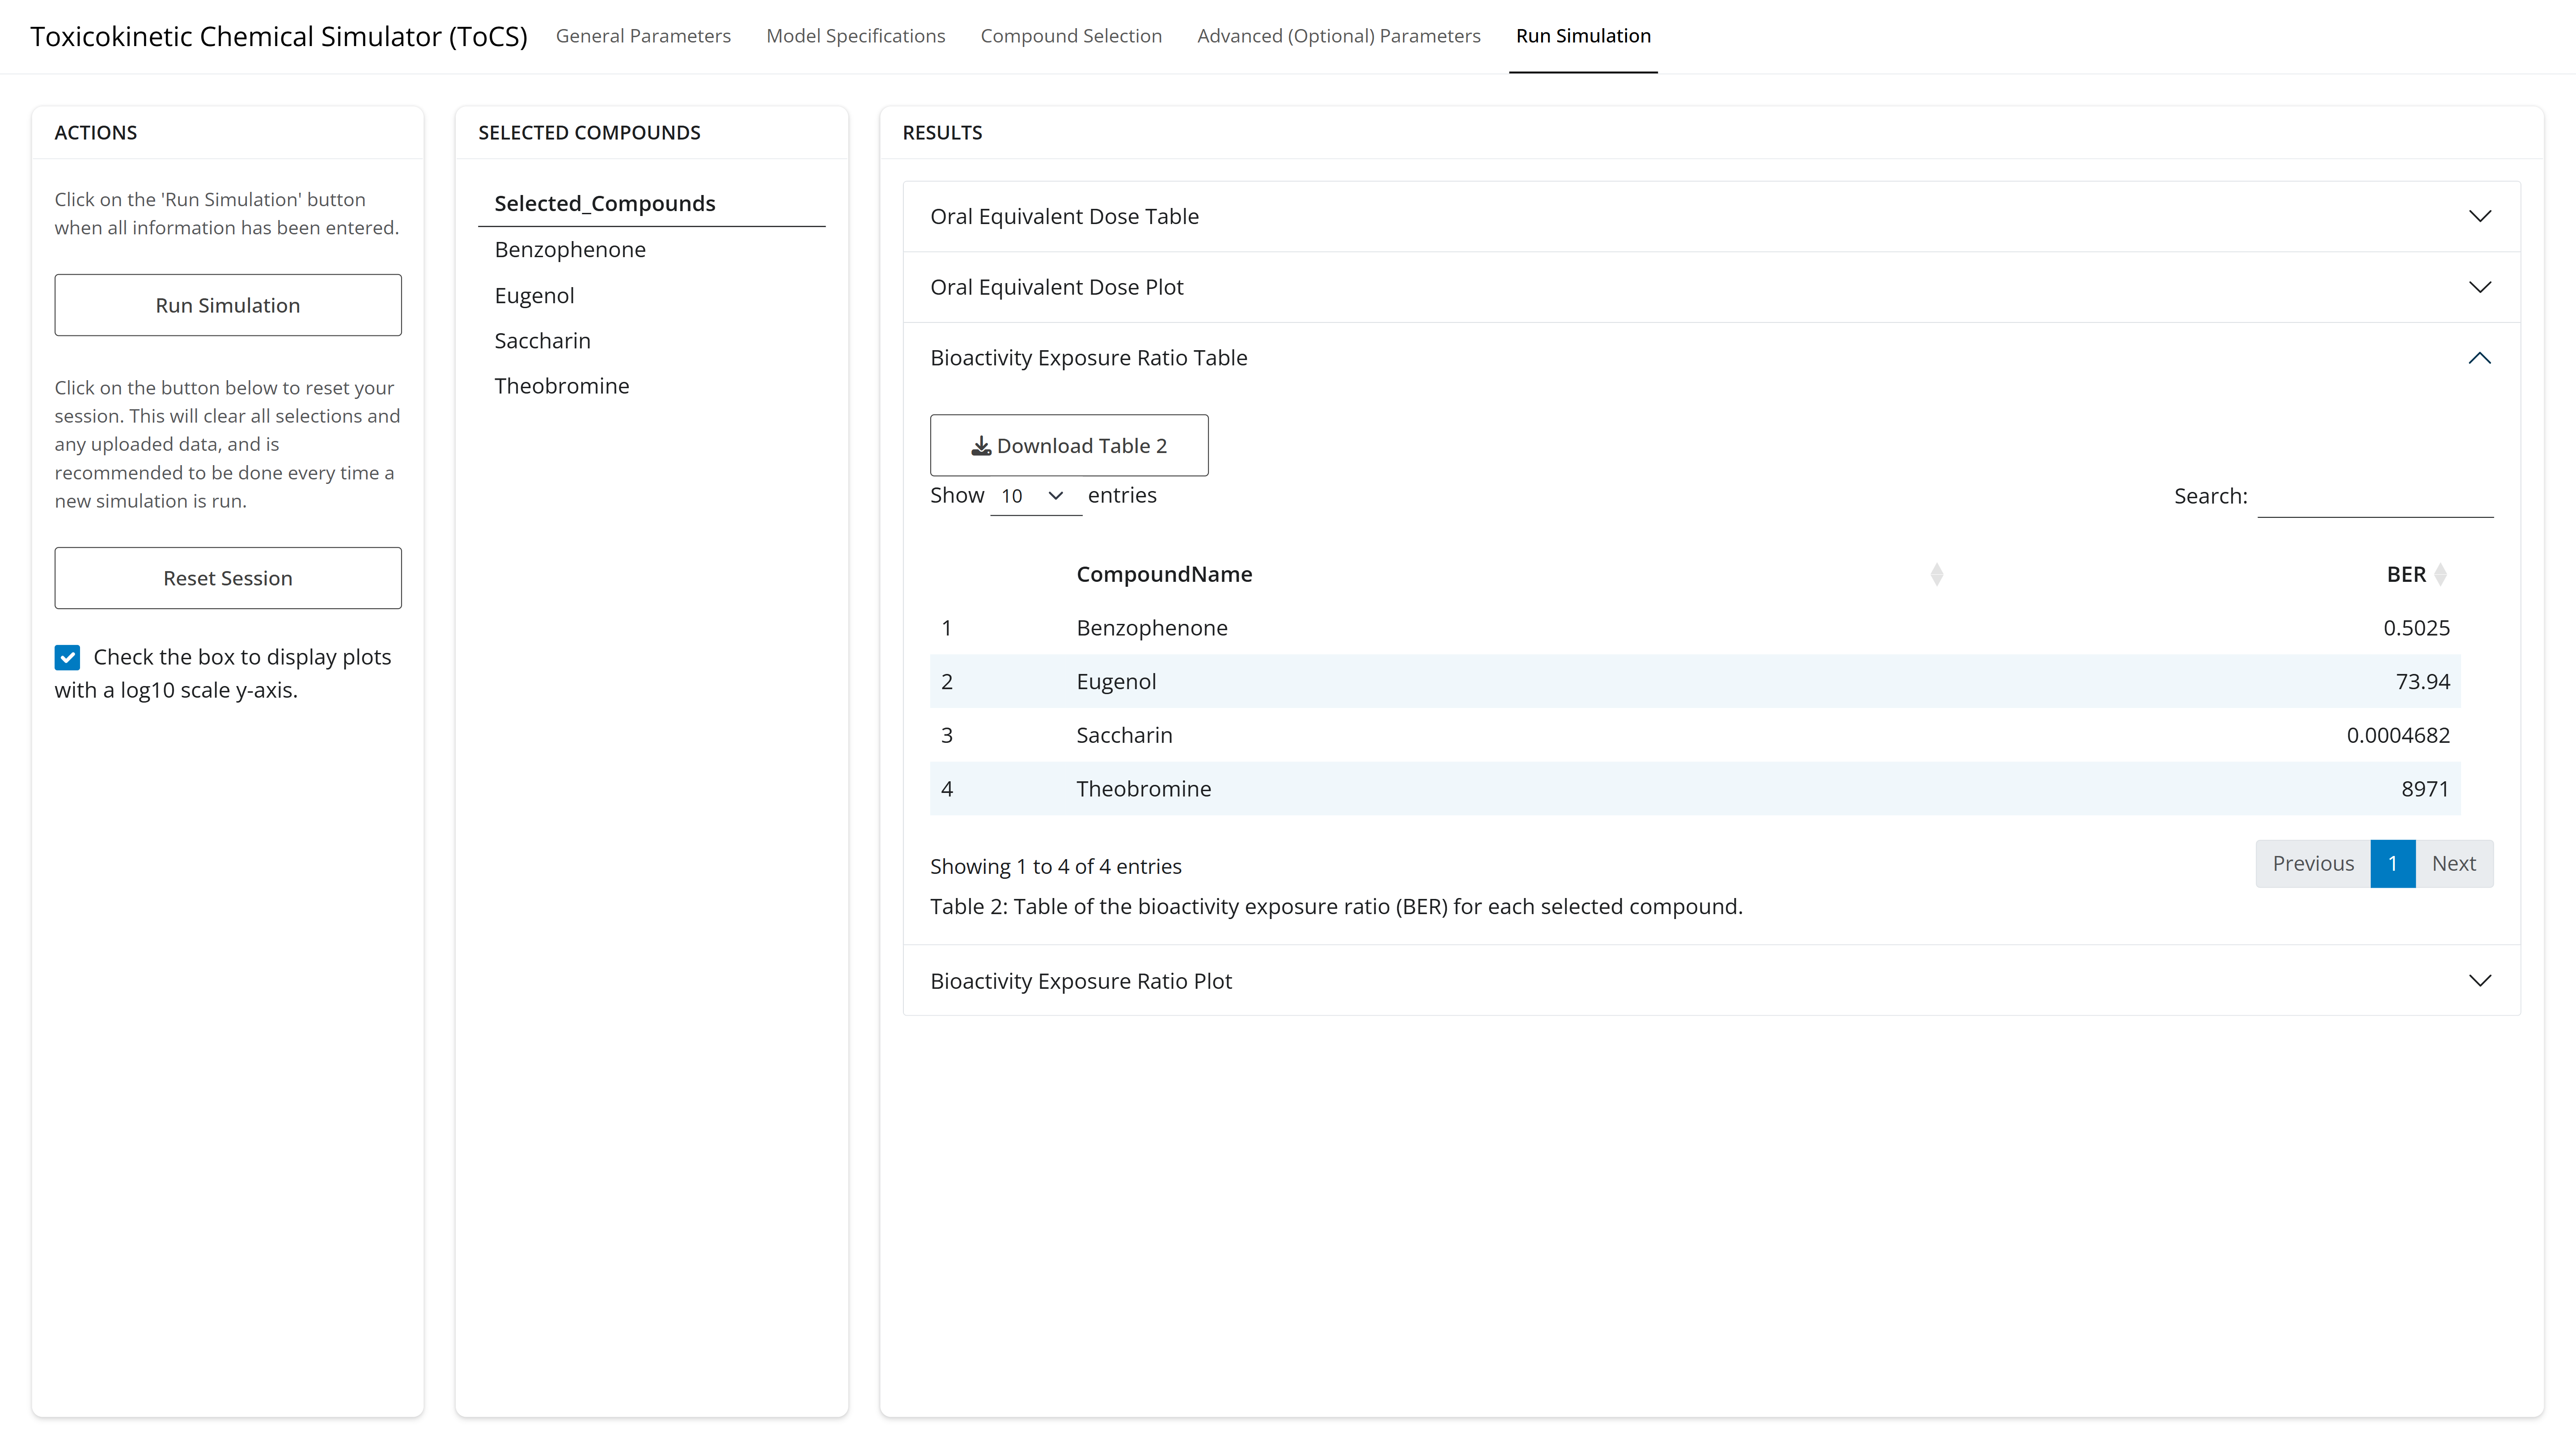 Toxicokinetic Chemical Simulator (ToCS) General Parameters Model Specifications Compound Selection Advanced (Optional) Parameters Run Simulation
ACTIONS
Click on the 'Run Simulation' button
when all information has been entered.
Run Simulation
Click on the button below to reset your
session. This will clear all selections and
any uploaded data, and is
recommended to be done every time a
new simulation is run.
Reset Session
Check the box to display plots
with a log10 scale y-axis.
SELECTED COMPOUNDS
Selected_Compounds
Benzophenone
Eugenol
Saccharin
Theobromine
RESULTS
Oral Equivalent Dose Table
Oral Equivalent Dose Plot
Bioactivity Exposure Ratio Table
Download Table 2
Show 10 entries Search:
CompoundName BER
1 Benzophenone 0.5025
2 Eugenol 73.94
3 Saccharin 0.0004682
4 Theobromine 8971
Showing 1 to 4 of 4 entries
Previous 1 Next
Table 2: Table of the bioactivity exposure ratio (BER) for each selected compound.
Bioactivity Exposure Ratio Plot